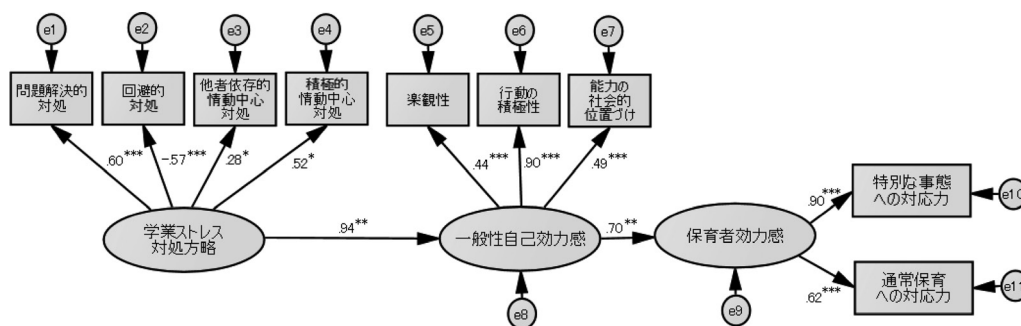 e1
e2
e3
e4
e5
e6
e7
問題解決的
対処
回避的
対処
他者依存的
情動中心
対処
積極的
情動中心
対処
楽観性
行動の
積極性
能力の
社会的
位置づけ
.60***
-.57***
.28*
.52*
.44***
.90***
.49***
学業ストレス
対処方略
.94**
一般性自己効力感
.70**
保育者効力感
.90***
特別な事態
への対応力
e10
.62***
通常保育
への対応力
e11
e8
e9